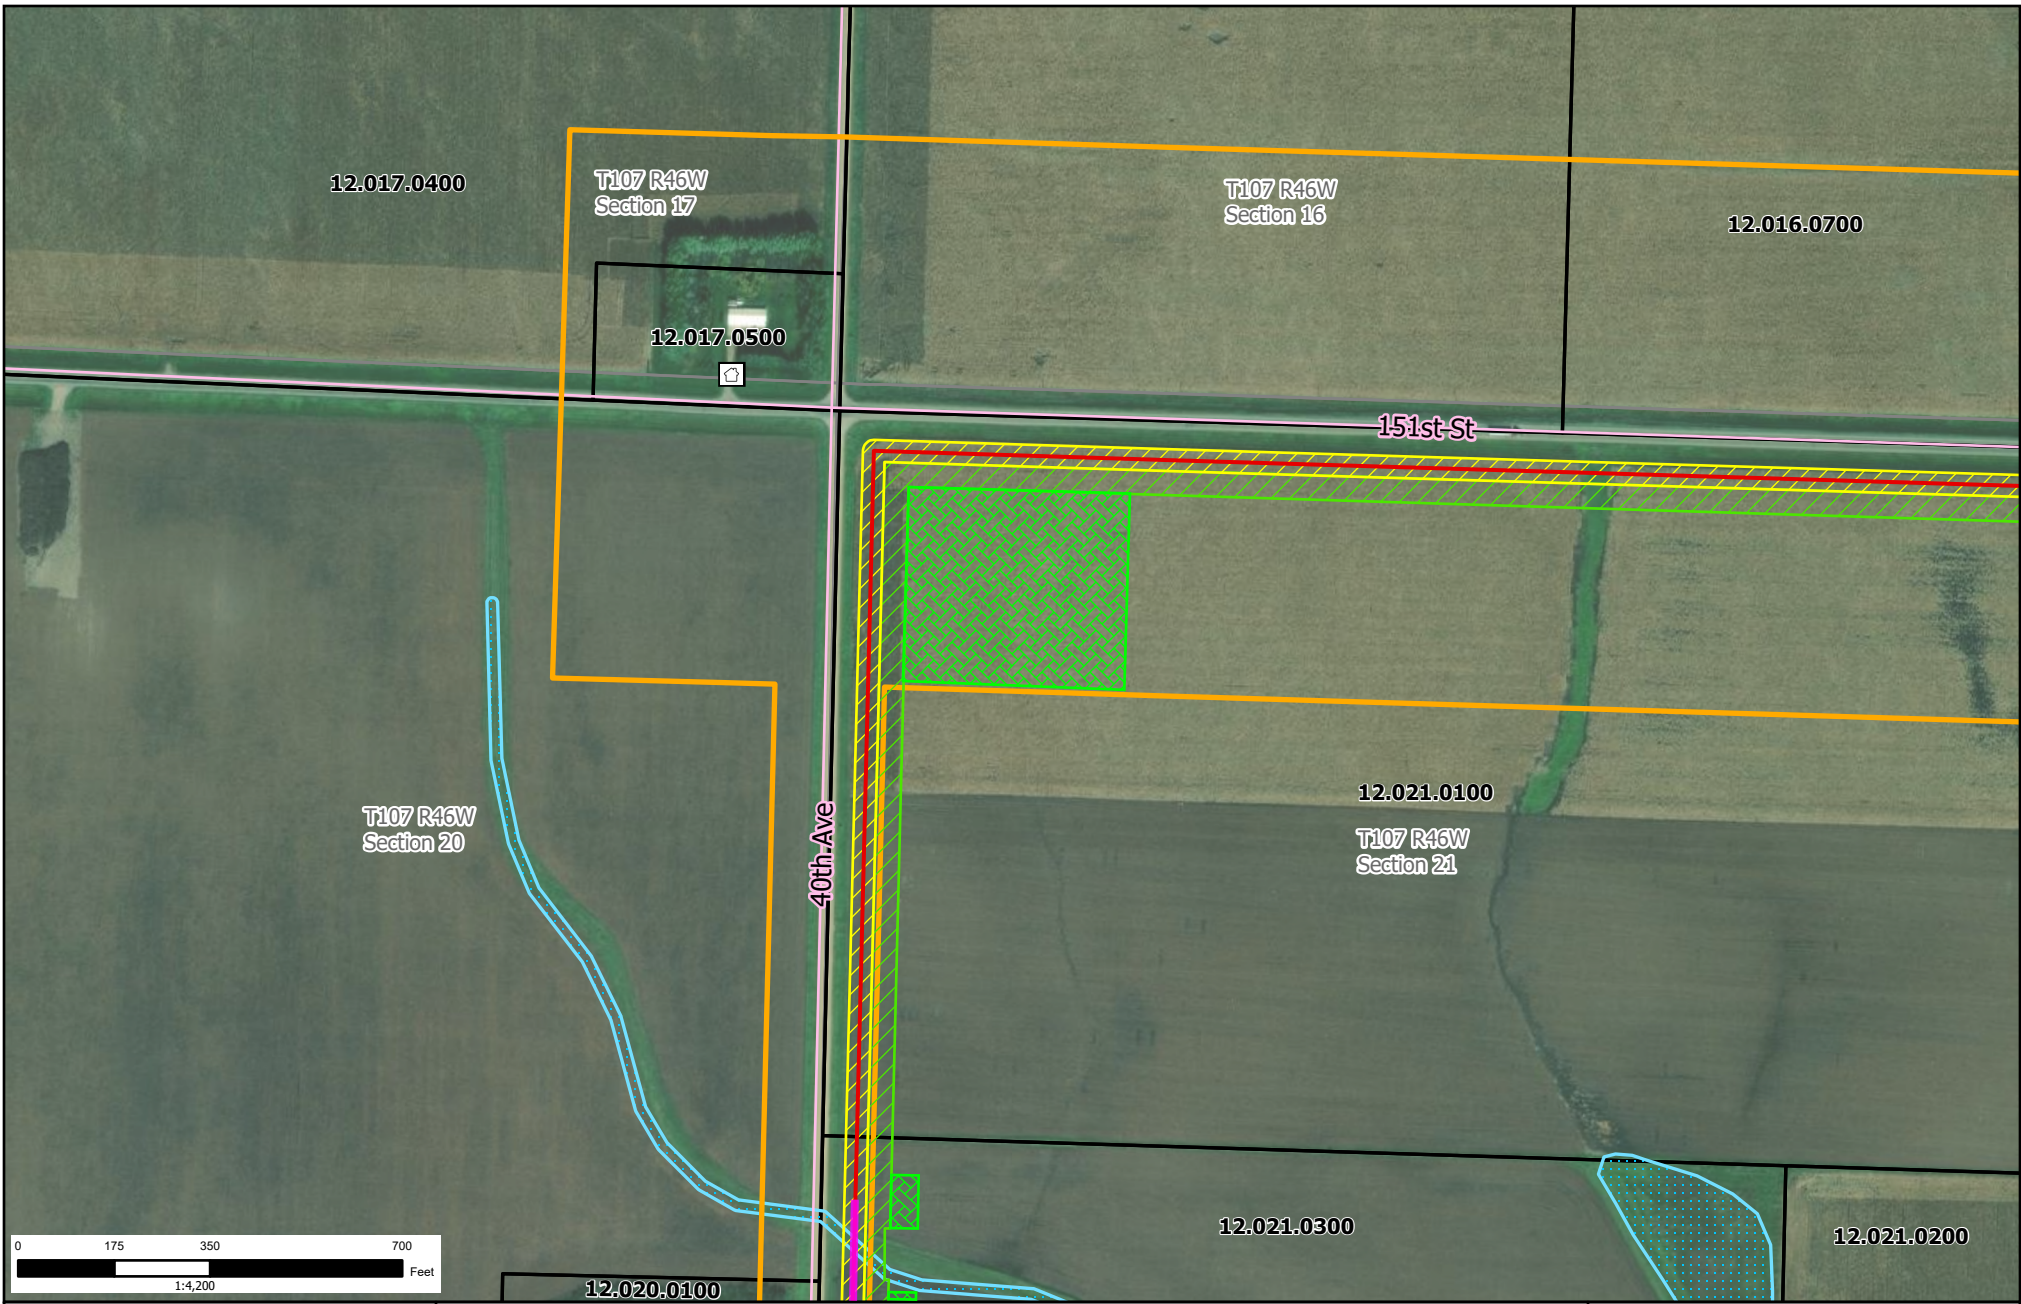 12.017.0400
T107 R46W
Section 17
T107 R46W
Section 16
12.016.0700
12.017.0500
151st St
40th Ave
12.021.0100
T107 R46W
Section 20
T107 R46W
Section 21
12.021.0300
12.021.0200
12.020.0100
0 175 350 700
Feet
1:4,200